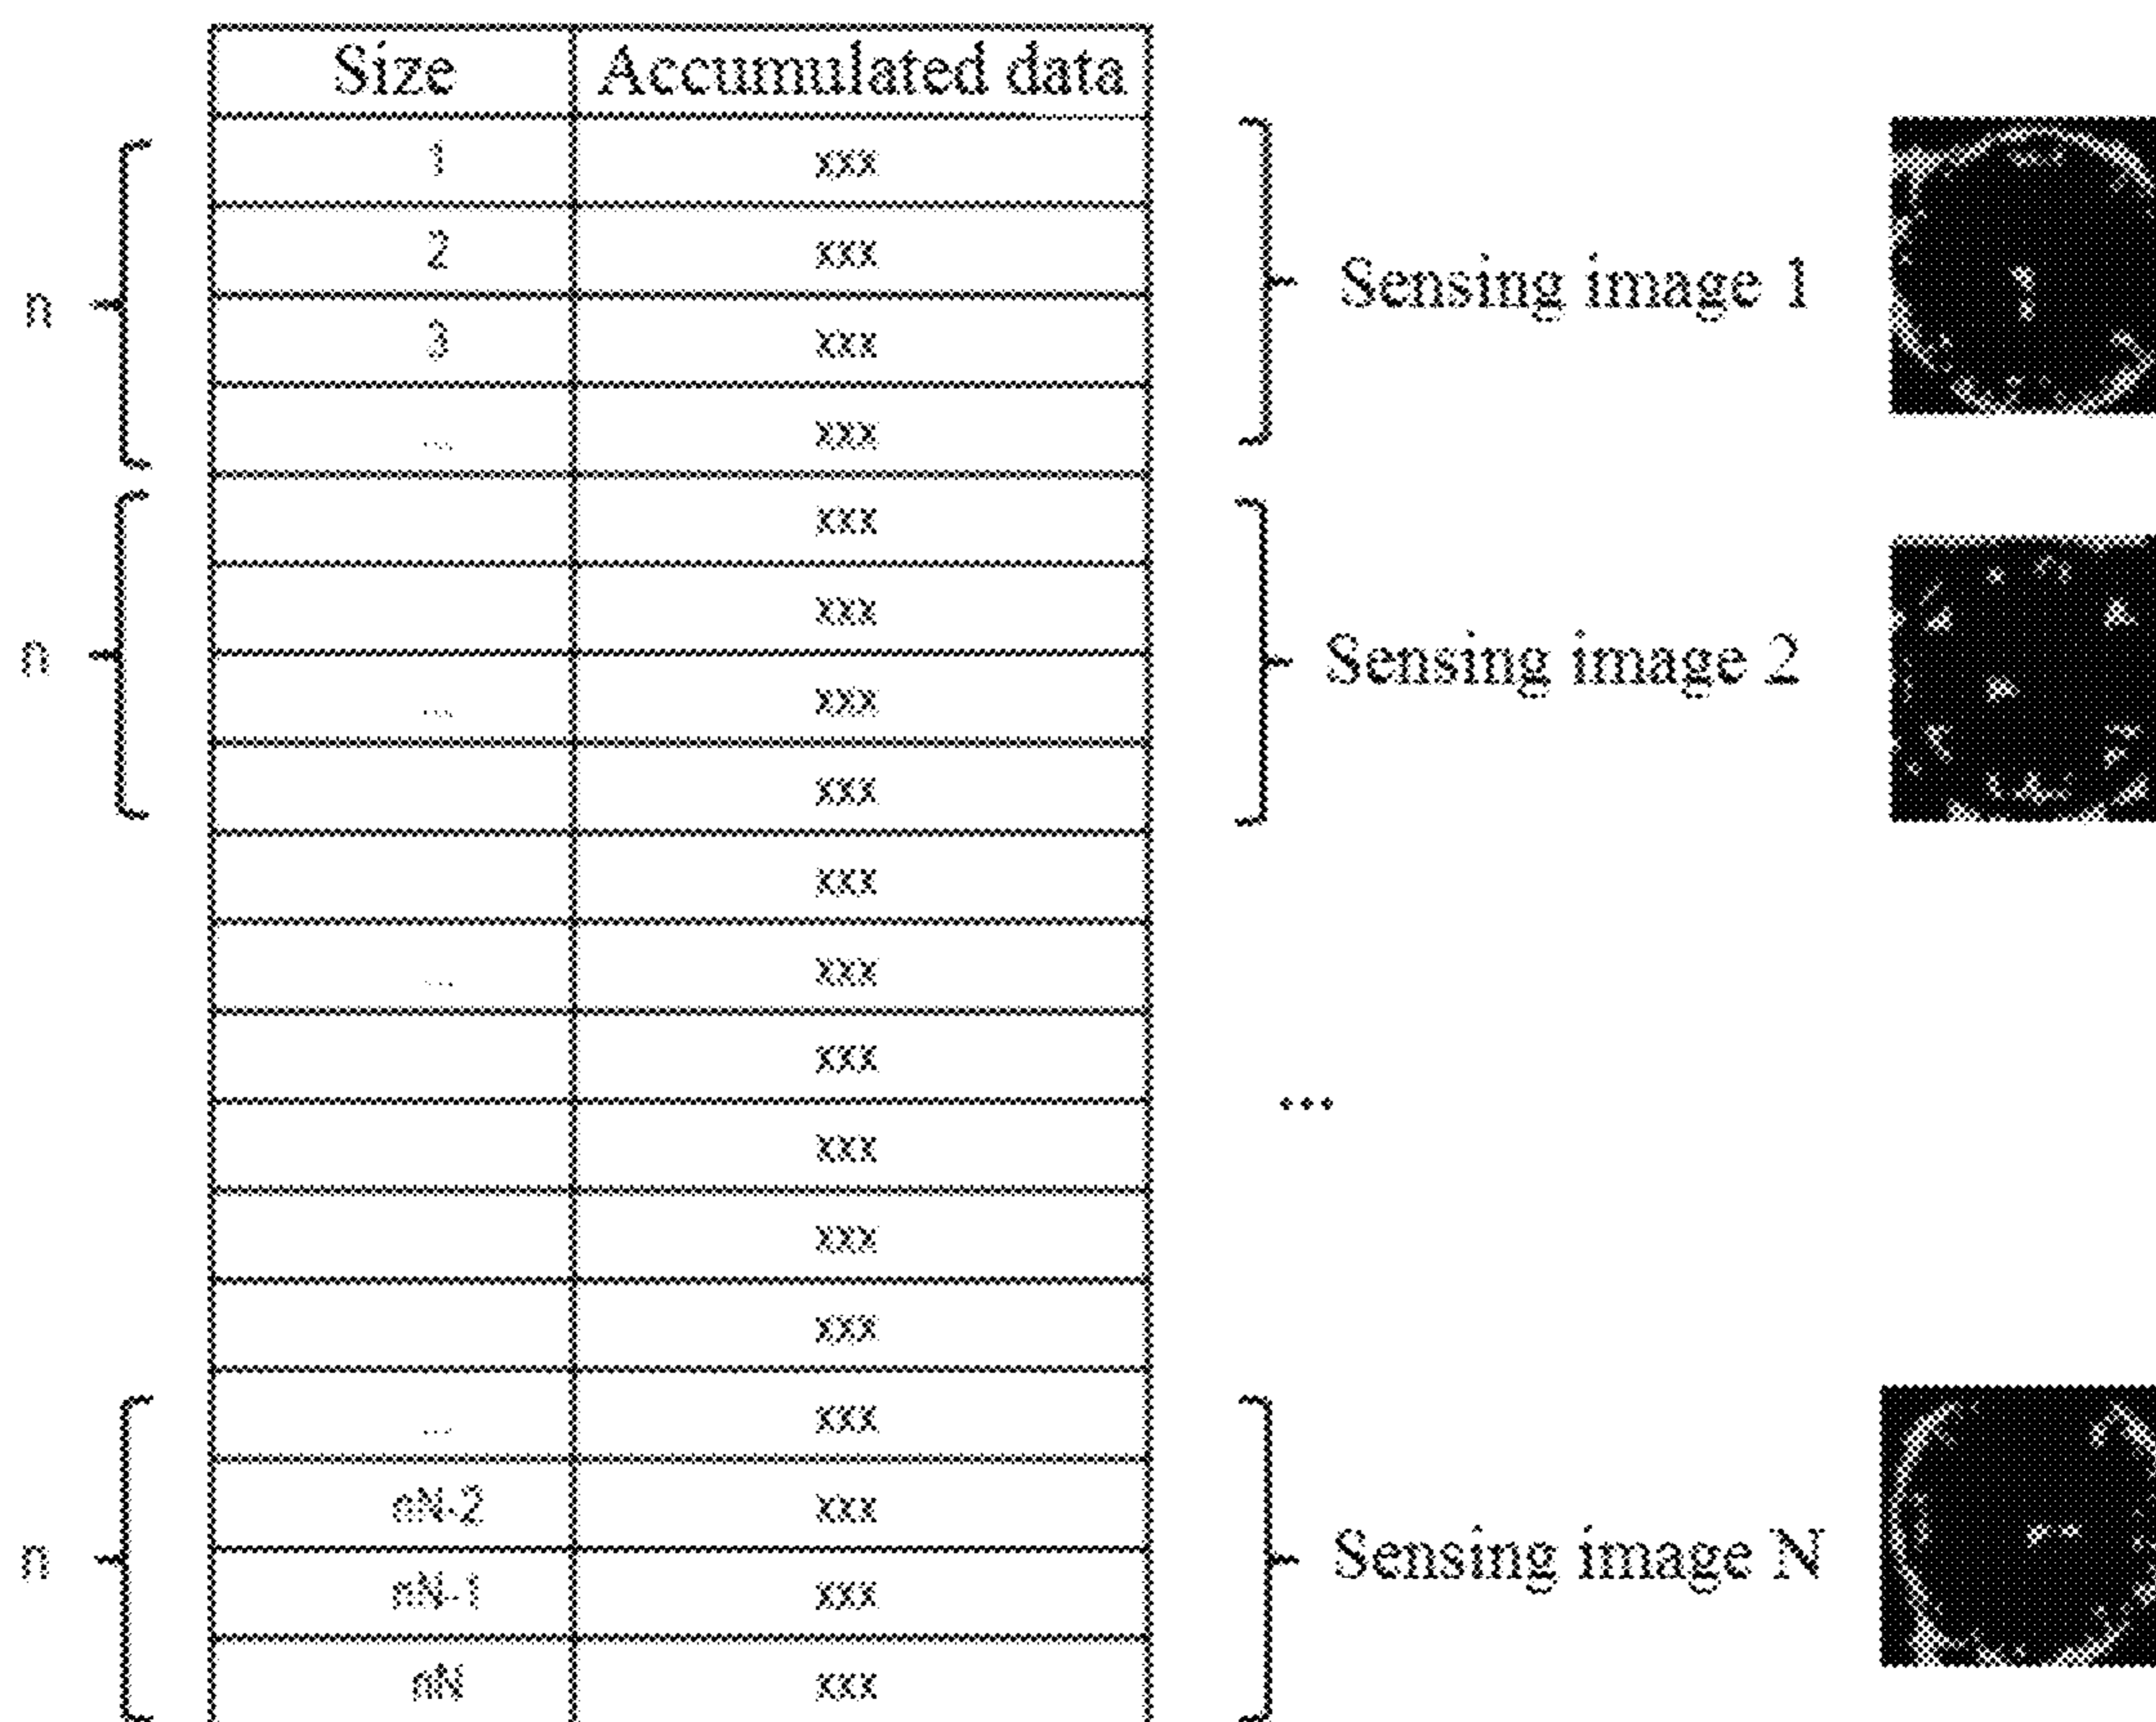 Size Accumulated data
1 xxx
2 xxx
n 3 xxx Sensing image 1
... xxx
xxx
xxx
n ... xxx Sensing image 2
xxx
xxx
... xxx
xxx
...
xxx
xxx
xxx
... xxx
nN-2 xxx
n nN-1 xxx Sensing image N
nN xxx